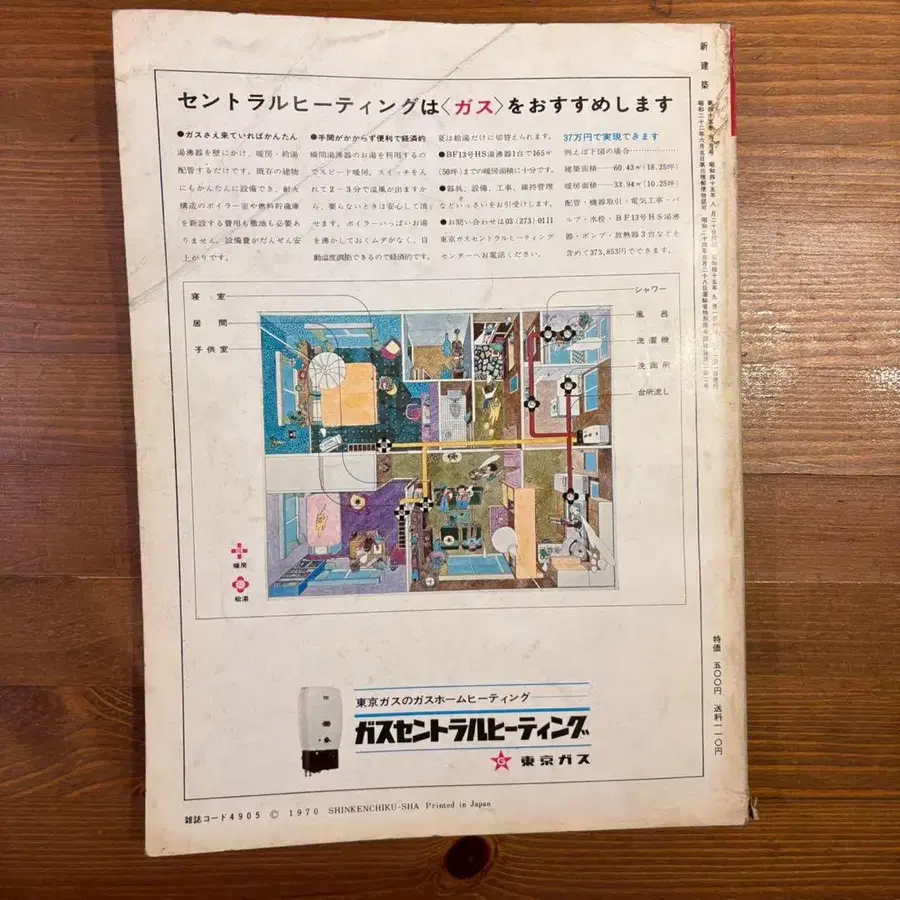 セントラルヒーティングは〈ガス〉をおすすめします
●ガスさえ来ていればかんたん
湯沸器を壁にかけ、暖房・給湯
配管するだけです。既存の建物
にもかんたんに設備でき、耐火
構造のボイラー室や燃料貯蔵庫
を新設する費用も敷地も必要あ
りません。設備費がだんぜん安
上がりです。
●手間がかからず便利で経済的
瞬間湯沸器のお湯を利用するの
でスピード暖房。スイッチを入
れて2−3分で温風が出ますか
ら、要らないときは安心して消
せます。ボイラーいっぱいお湯
を沸かしておくムダがなく、自
動温度調節できるので経済的です。
夏は給湯だけに切替えられます。
●BF13号HS湯沸器1台で165㎡
(50坪)までの暖房面積に十分です。
●器具、設備、工事、維持管理
などいっさいをお引受けします。
●お問い合わせは03(273)0111
東京ガスセントラルヒーティング
センターへお電話ください。
37万円で実現できます
例えば下図の場合……
建築面積——60.43㎡(18.25坪)
暖房面積——33.94㎡(10.25坪)
配管・機器取引・電気工事・バ
ルブ・水栓・BF13号HS湯沸
器・ポンプ・放熱器3台などを
含めて373,853円でできます。
寝室
居間
子供室
シャワー
風呂
洗濯機
洗面所
台所流し
暖房
給湯
東京ガスのガスホームヒーティング
ガスセントラルヒーティング
G 東京ガス
雑誌コード4905 © 1970 SHINKENCHIKU-SHA Printed in Japan
新建築
特価 五〇〇円 送料一一〇円